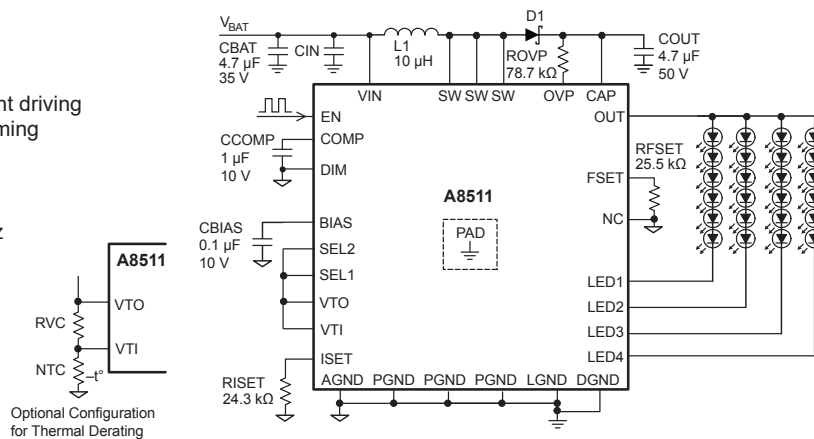 nt driving
ming
z
V_BAT
CBAT
4.7 µF
35 V
CIN
L1
10 µH
D1
ROVP
78.7 kΩ
COUT
4.7 µF
50 V
VIN
SW SW SW
OVP
CAP
EN
COMP
DIM
CCOMP
1 µF
10 V
BIAS
CBIAS
0.1 µF
10 V
SEL2
SEL1
VTO
VTI
ISET
RISET
24.3 kΩ
A8511
PAD
OUT
RFSET
25.5 kΩ
FSET
NC
LED1
LED2
LED3
LED4
AGND PGND PGND PGND LGND DGND
A8511
VTO
RVC
VTI
NTC
–t°
Optional Configuration
for Thermal Derating